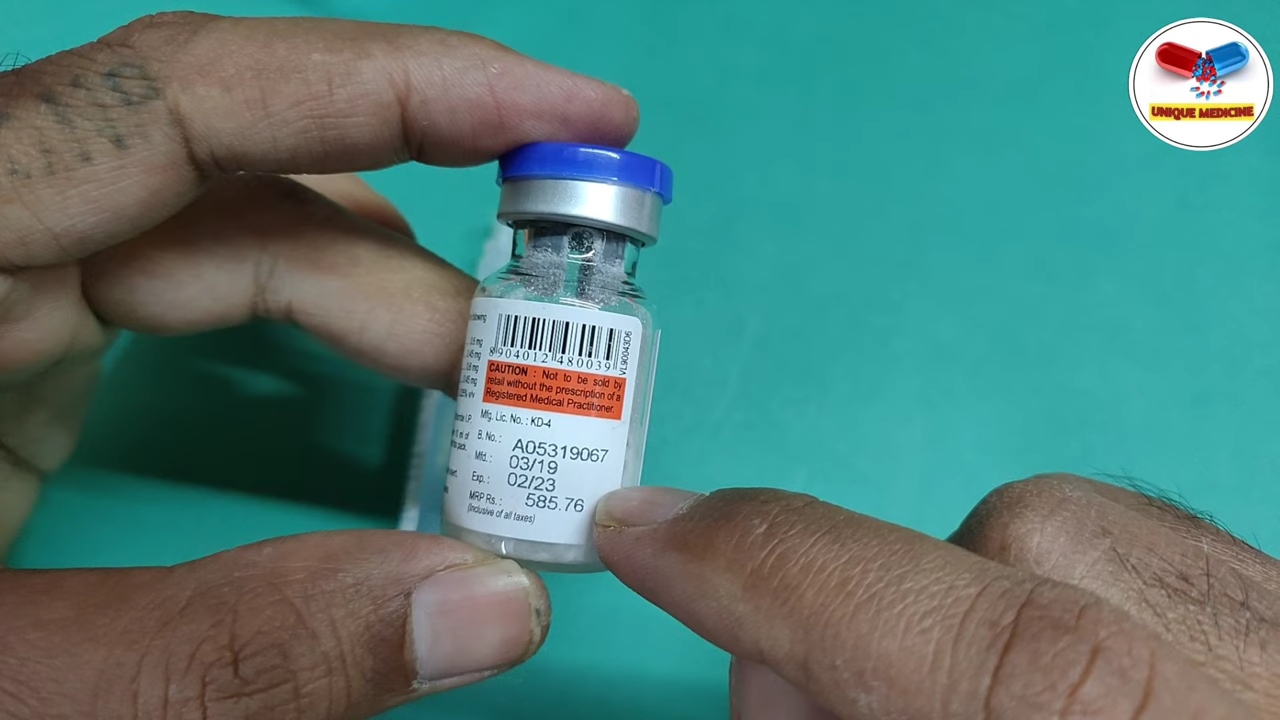 UNIQUE MEDICINE
8904012480039
VL90043D6
CAUTION : Not to be sold by
retail without the prescription of a
Registered Medical Practitioner.
Mfg. Lic. No. : KD-4
B. No. : A05319067
Mfd. : 03/19
Exp. : 02/23
MRP Rs. : 585.76
(Inclusive of all taxes)